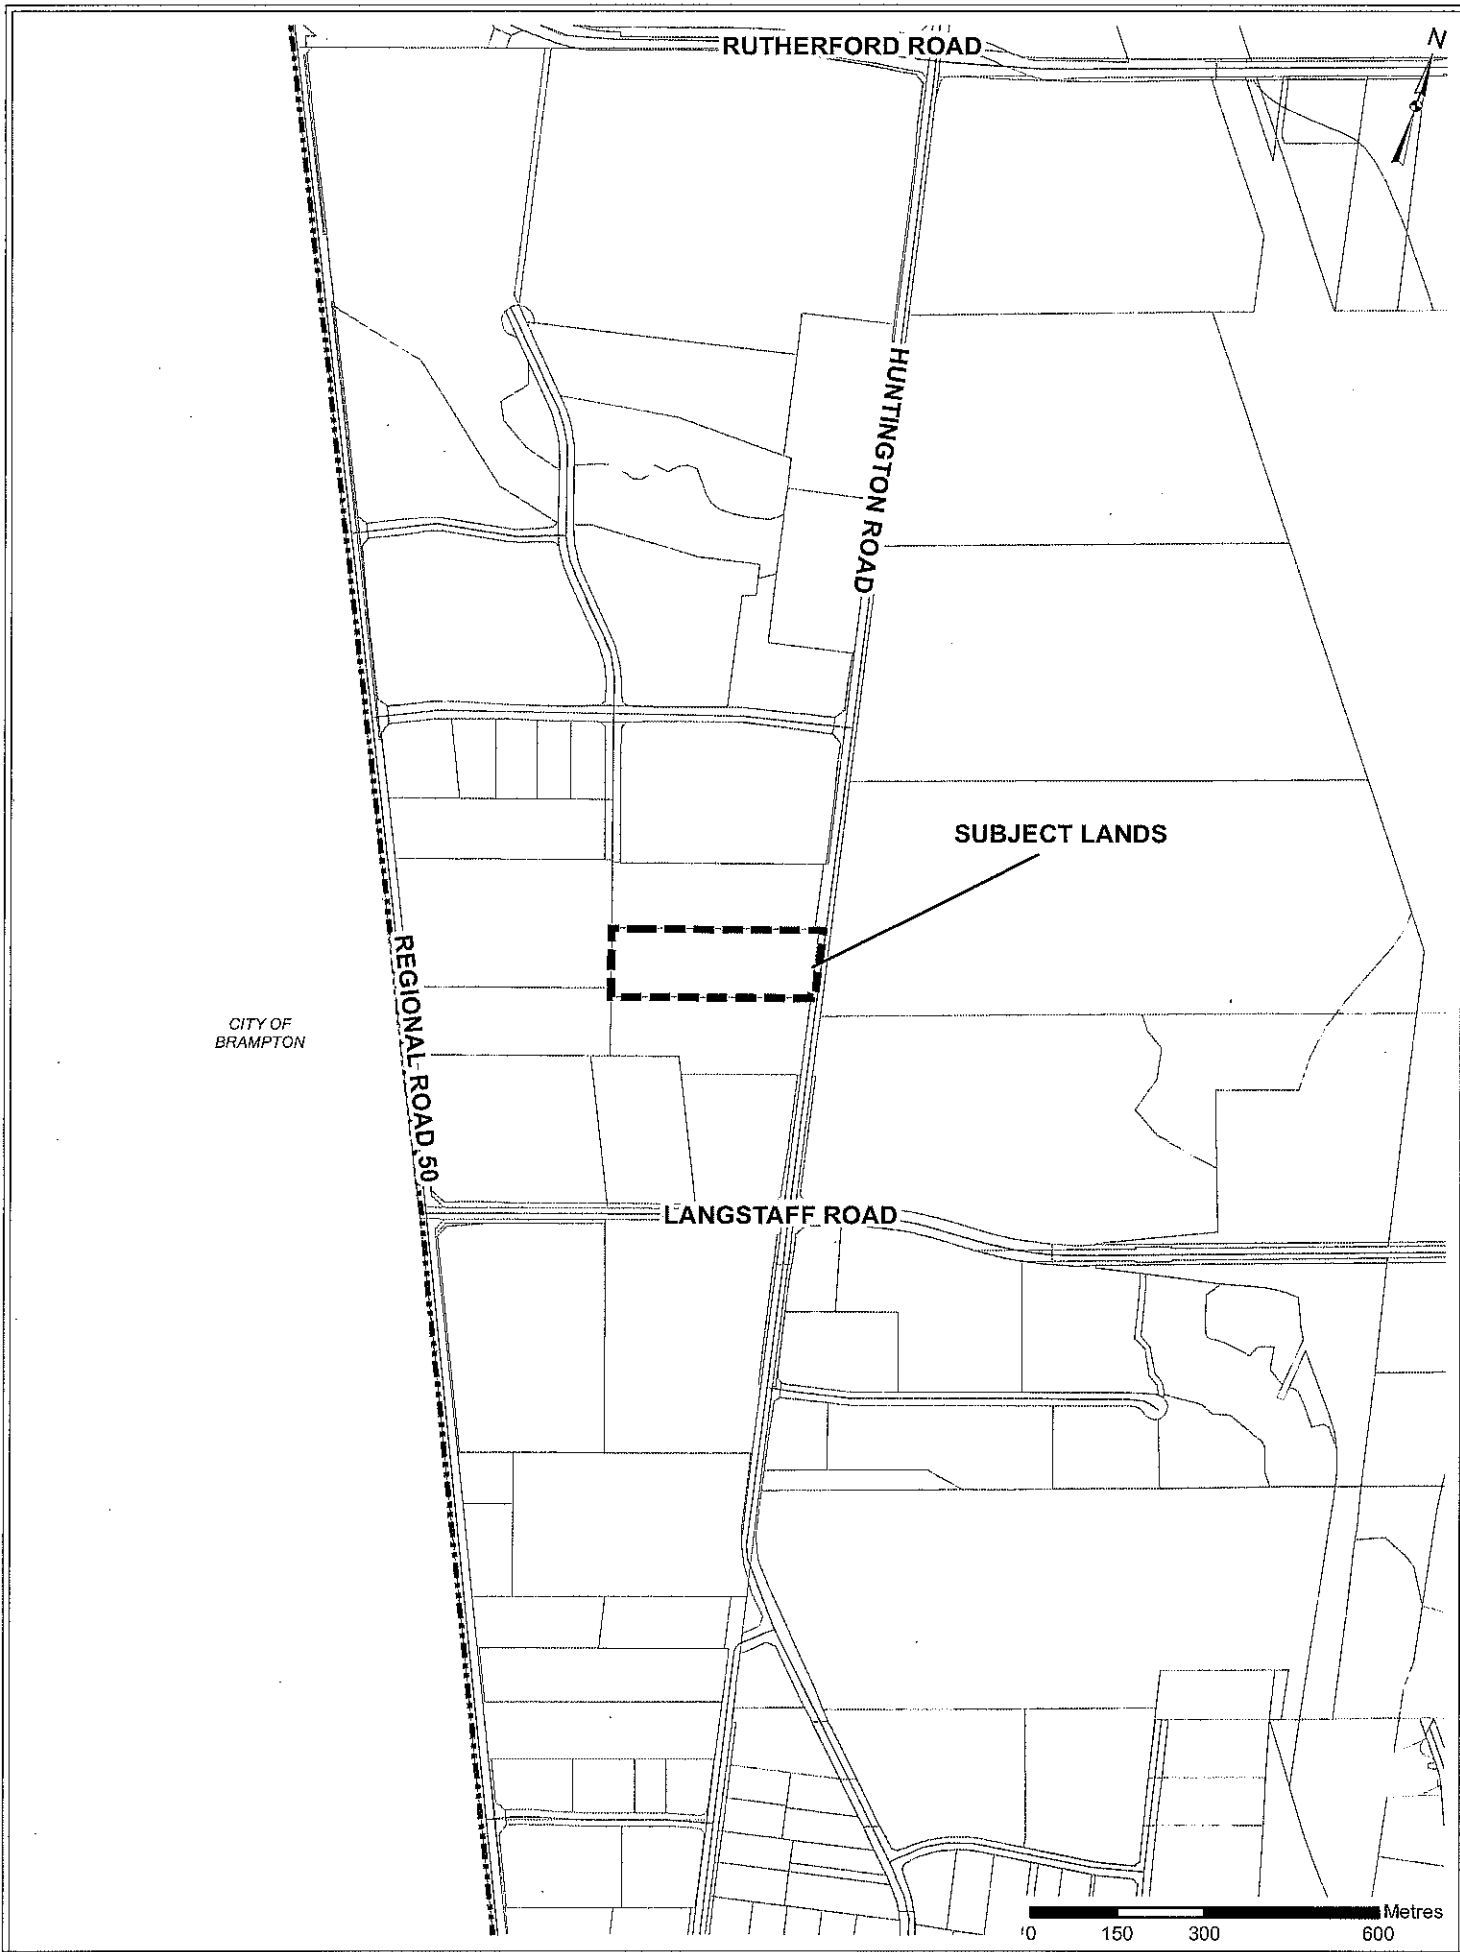 RUTHERFORD ROAD
N
HUNTINGTON ROAD
SUBJECT LANDS
REGIONAL ROAD 50
CITY OF
BRAMPTON
LANGSTAFF ROAD
Metres
0 150 300 600